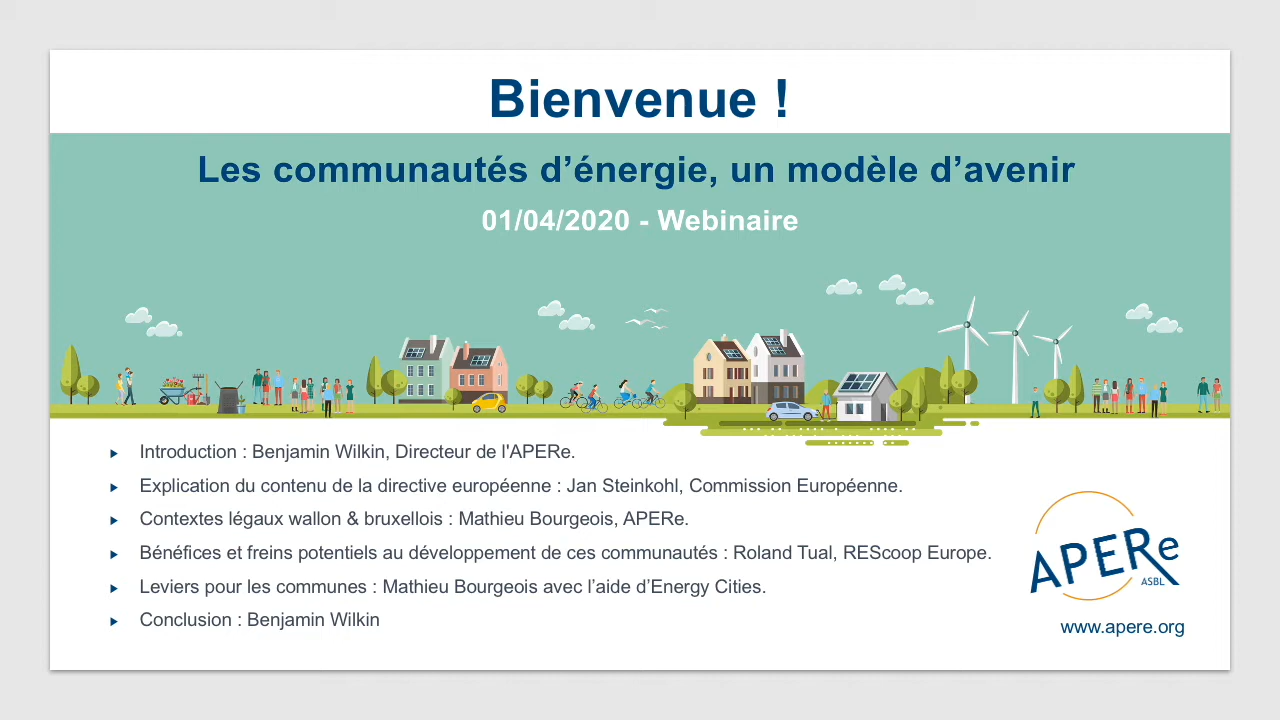 Bienvenue !
Les communautés d’énergie, un modèle d’avenir
01/04/2020 - Webinaire
Introduction : Benjamin Wilkin, Directeur de l'APERe.
Explication du contenu de la directive européenne : Jan Steinkohl, Commission Européenne.
Contextes légaux wallon & bruxellois : Mathieu Bourgeois, APERe.
Bénéfices et freins potentiels au développement de ces communautés : Roland Tual, REScoop Europe.
Leviers pour les communes : Mathieu Bourgeois avec l’aide d’Energy Cities.
Conclusion : Benjamin Wilkin
APERe
ASBL
www.apere.org